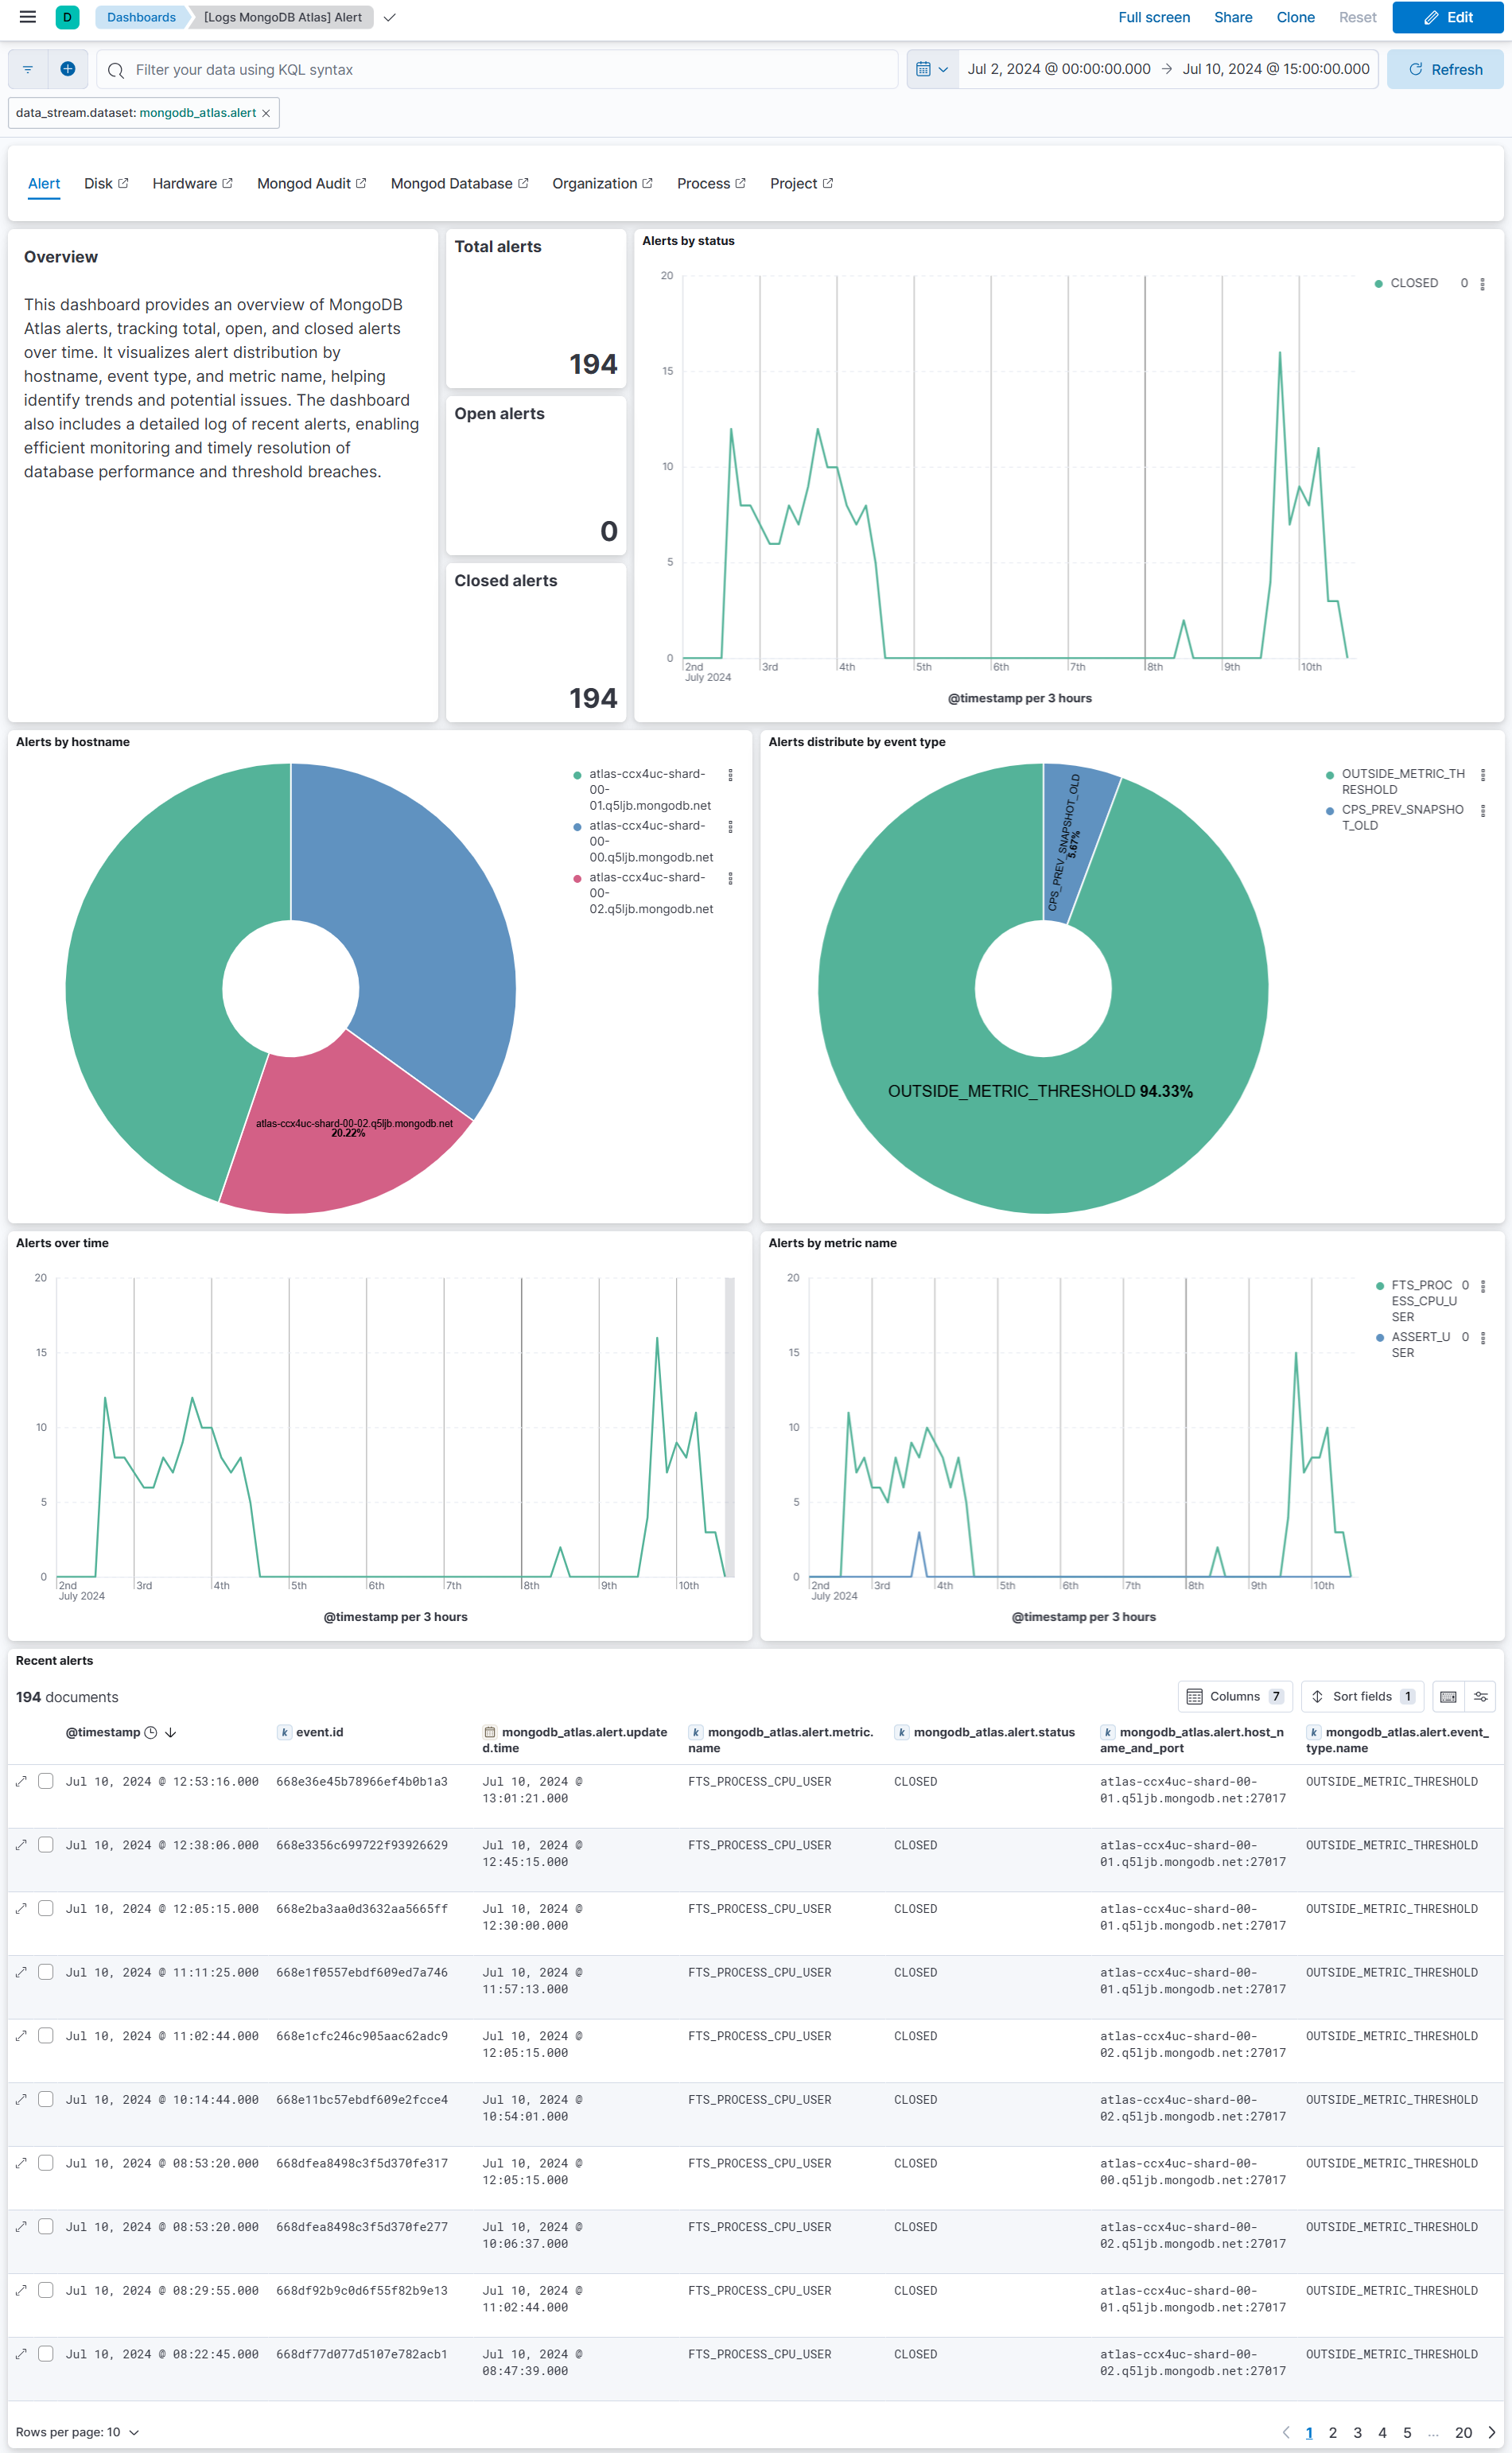 D
Dashboards
[Logs MongoDB Atlas] Alert
Full screen
Share
Clone
Reset
Edit
Filter your data using KQL syntax
Jul 2, 2024 @ 00:00:00.000 → Jul 10, 2024 @ 15:00:00.000
Refresh
data_stream.dataset: mongodb_atlas.alert ×
Alert
Disk
Hardware
Mongod Audit
Mongod Database
Organization
Process
Project
Overview
This dashboard provides an overview of MongoDB
Atlas alerts, tracking total, open, and closed alerts
over time. It visualizes alert distribution by
hostname, event type, and metric name, helping
identify trends and potential issues. The dashboard
also includes a detailed log of recent alerts, enabling
efficient monitoring and timely resolution of
database performance and threshold breaches.
Total alerts
194
Open alerts
0
Closed alerts
194
Alerts by status
20
15
10
5
0
2nd
July 2024
3rd
4th
5th
6th
7th
8th
9th
10th
@timestamp per 3 hours
CLOSED 0
Alerts by hostname
atlas-ccx4uc-shard-00-02.q5ljb.mongodb.net
20.22%
atlas-ccx4uc-shard-
00-
01.q5ljb.mongodb.net
atlas-ccx4uc-shard-
00-
00.q5ljb.mongodb.net
atlas-ccx4uc-shard-
00-
02.q5ljb.mongodb.net
Alerts distribute by event type
CPS_PREV_SNAPSHOT_OLD
5.67%
OUTSIDE_METRIC_THRESHOLD 94.33%
OUTSIDE_METRIC_TH
RESHOLD
CPS_PREV_SNAPSHO
T_OLD
Alerts over time
20
15
10
5
0
2nd
July 2024
3rd
4th
5th
6th
7th
8th
9th
10th
@timestamp per 3 hours
Alerts by metric name
20
15
10
5
0
2nd
July 2024
3rd
4th
5th
6th
7th
8th
9th
10th
@timestamp per 3 hours
FTS_PROC 0
ESS_CPU_U
SER
ASSERT_U 0
SER
Recent alerts
194 documents
Columns 7
Sort fields 1
@timestamp
k event.id
mongodb_atlas.alert.update
d.time
k mongodb_atlas.alert.metric.
name
k mongodb_atlas.alert.status
k mongodb_atlas.alert.host_n
ame_and_port
k mongodb_atlas.alert.event_
type.name
Jul 10, 2024 @ 12:53:16.000 668e36e45b78966ef4b0b1a3 Jul 10, 2024 @ FTS_PROCESS_CPU_USER CLOSED atlas-ccx4uc-shard-00- OUTSIDE_METRIC_THRESHOLD
13:01:21.000 01.q5ljb.mongodb.net:27017
Jul 10, 2024 @ 12:38:06.000 668e3356c699722f93926629 Jul 10, 2024 @ FTS_PROCESS_CPU_USER CLOSED atlas-ccx4uc-shard-00- OUTSIDE_METRIC_THRESHOLD
12:45:15.000 01.q5ljb.mongodb.net:27017
Jul 10, 2024 @ 12:05:15.000 668e2ba3aa0d3632aa5665ff Jul 10, 2024 @ FTS_PROCESS_CPU_USER CLOSED atlas-ccx4uc-shard-00- OUTSIDE_METRIC_THRESHOLD
12:30:00.000 01.q5ljb.mongodb.net:27017
Jul 10, 2024 @ 11:11:25.000 668e1f0557ebdf609ed7a746 Jul 10, 2024 @ FTS_PROCESS_CPU_USER CLOSED atlas-ccx4uc-shard-00- OUTSIDE_METRIC_THRESHOLD
11:57:13.000 01.q5ljb.mongodb.net:27017
Jul 10, 2024 @ 11:02:44.000 668e1cfc246c905aac62adc9 Jul 10, 2024 @ FTS_PROCESS_CPU_USER CLOSED atlas-ccx4uc-shard-00- OUTSIDE_METRIC_THRESHOLD
12:05:15.000 02.q5ljb.mongodb.net:27017
Jul 10, 2024 @ 10:14:44.000 668e11bc57ebdf609e2fcce4 Jul 10, 2024 @ FTS_PROCESS_CPU_USER CLOSED atlas-ccx4uc-shard-00- OUTSIDE_METRIC_THRESHOLD
10:54:01.000 02.q5ljb.mongodb.net:27017
Jul 10, 2024 @ 08:53:20.000 668dfea8498c3f5d370fe317 Jul 10, 2024 @ FTS_PROCESS_CPU_USER CLOSED atlas-ccx4uc-shard-00- OUTSIDE_METRIC_THRESHOLD
12:05:15.000 00.q5ljb.mongodb.net:27017
Jul 10, 2024 @ 08:53:20.000 668dfea8498c3f5d370fe277 Jul 10, 2024 @ FTS_PROCESS_CPU_USER CLOSED atlas-ccx4uc-shard-00- OUTSIDE_METRIC_THRESHOLD
10:06:37.000 02.q5ljb.mongodb.net:27017
Jul 10, 2024 @ 08:29:55.000 668df92b9c0d6f55f82b9e13 Jul 10, 2024 @ FTS_PROCESS_CPU_USER CLOSED atlas-ccx4uc-shard-00- OUTSIDE_METRIC_THRESHOLD
11:02:44.000 01.q5ljb.mongodb.net:27017
Jul 10, 2024 @ 08:22:45.000 668df77d077d5107e782acb1 Jul 10, 2024 @ FTS_PROCESS_CPU_USER CLOSED atlas-ccx4uc-shard-00- OUTSIDE_METRIC_THRESHOLD
08:47:39.000 02.q5ljb.mongodb.net:27017
Rows per page: 10
1 2 3 4 5 ... 20